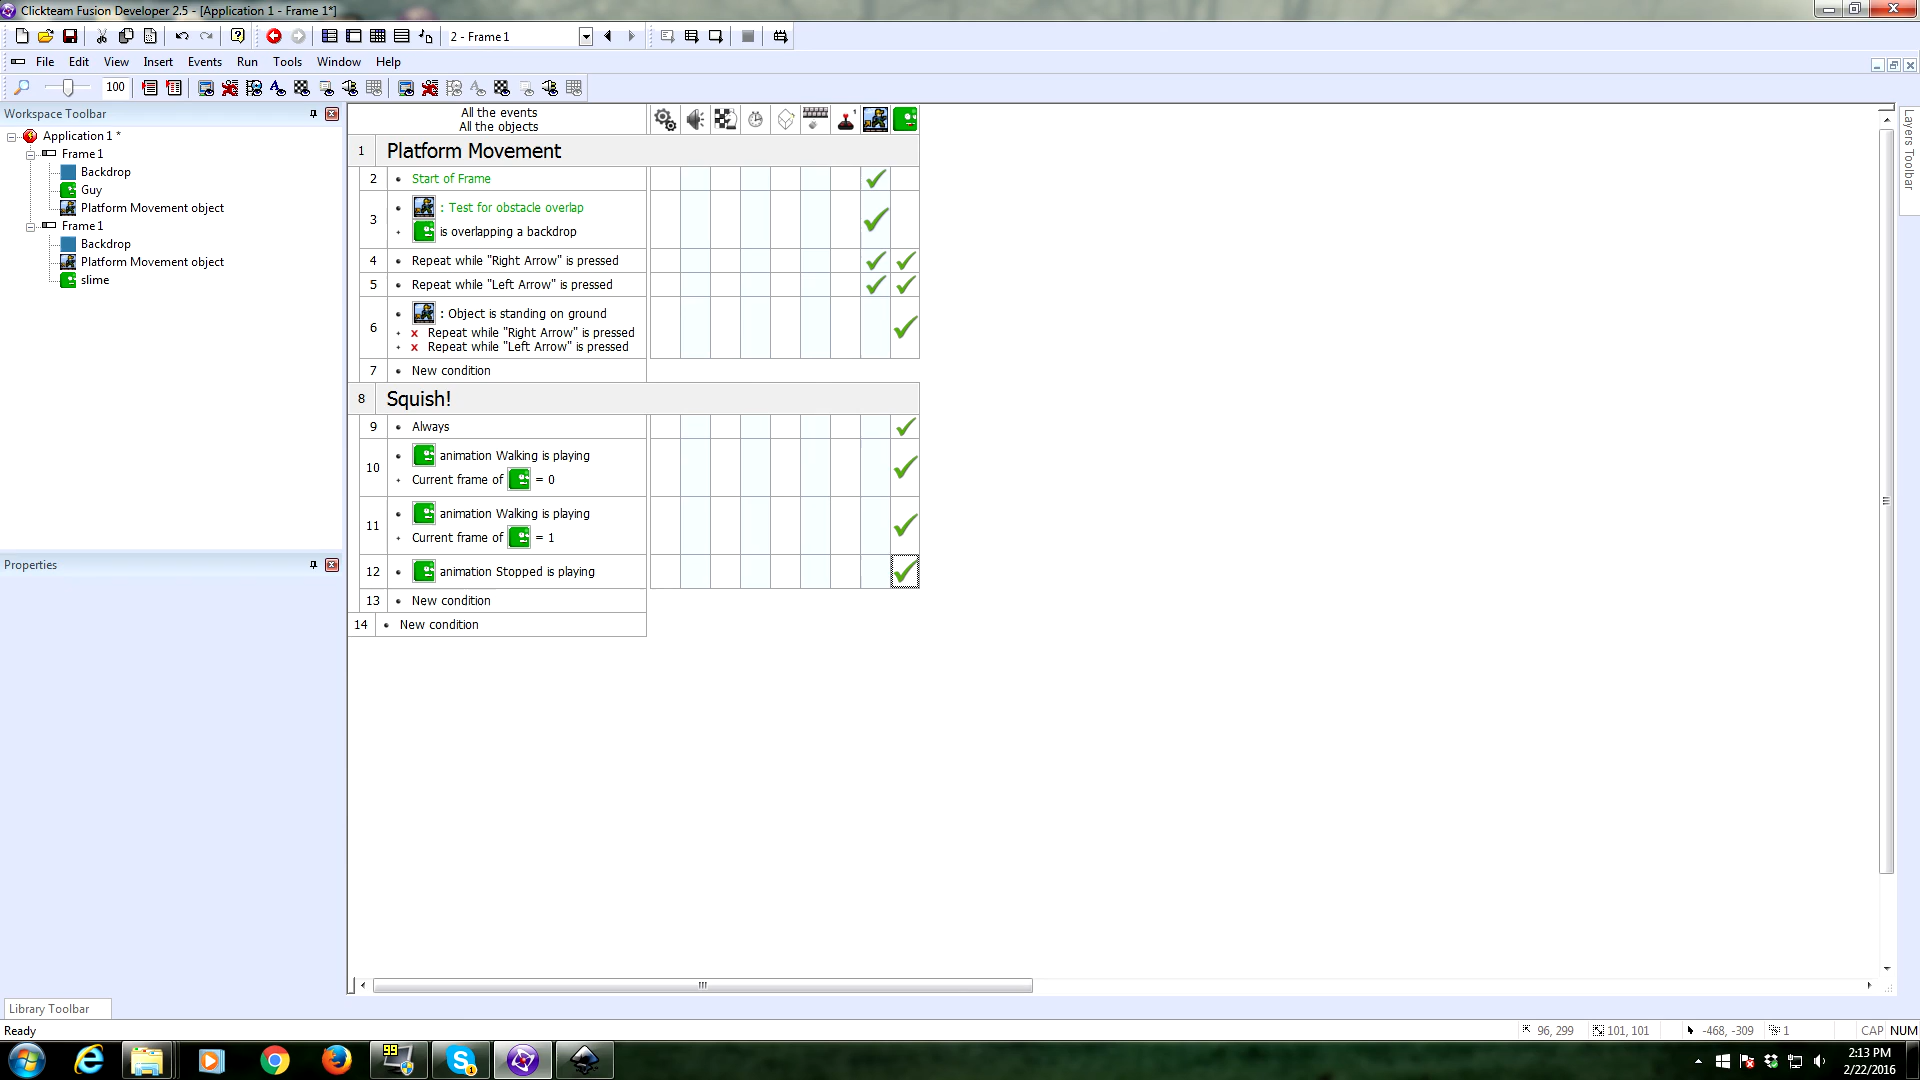 Clickteam Fusion Developer 2.5 - [Application 1 - Frame 1*]
2 - Frame 1
File Edit View Insert Events Run Tools Window Help
100
Workspace Toolbar
Application 1 *
Frame 1
Backdrop
Guy
Platform Movement object
Frame 1
Backdrop
Platform Movement object
slime
Properties
Library Toolbar
All the events
All the objects
1 Platform Movement
2 • Start of Frame
3 • : Test for obstacle overlap
+ is overlapping a backdrop
4 • Repeat while "Right Arrow" is pressed
5 • Repeat while "Left Arrow" is pressed
6 • : Object is standing on ground
+ X Repeat while "Right Arrow" is pressed
+ X Repeat while "Left Arrow" is pressed
7 • New condition
8 Squish!
9 • Always
10 • animation Walking is playing
+ Current frame of = 0
11 • animation Walking is playing
+ Current frame of = 1
12 • animation Stopped is playing
13 • New condition
14 • New condition
Layers Toolbar
Ready
96, 299 101, 101 -468, -309 1 CAP NUM
99
1
2:13 PM
2/22/2016